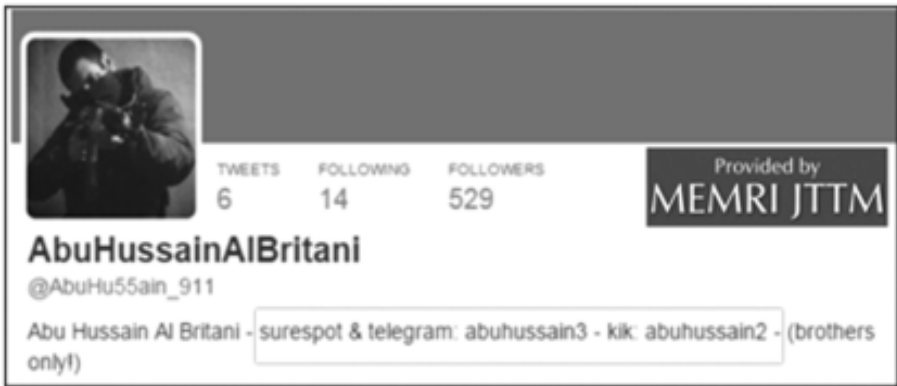 TWEETS FOLLOWING FOLLOWERS
6 14 529
Provided by
MEMRI JTTM
AbuHussainAlBritani
@AbuHu55ain_911
Abu Hussain Al Britani - surespot & telegram: abuhussain3 - kik: abuhussain2 - (brothers
only!)